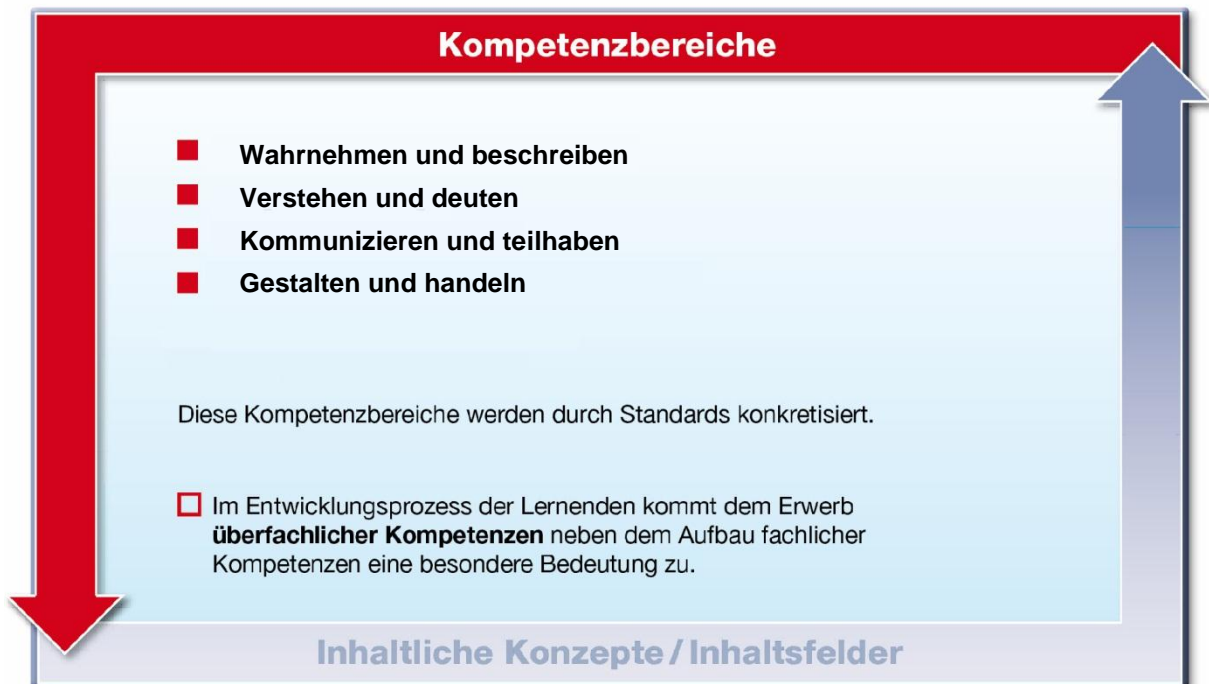 Kompetenzbereiche
Wahrnehmen und beschreiben
Verstehen und deuten
Kommunizieren und teilhaben
Gestalten und handeln
Diese Kompetenzbereiche werden durch Standards konkretisiert.
Im Entwicklungsprozess der Lernenden kommt dem Erwerb
überfachlicher Kompetenzen neben dem Aufbau fachlicher
Kompetenzen eine besondere Bedeutung zu.
Inhaltliche Konzepte / Inhaltsfelder